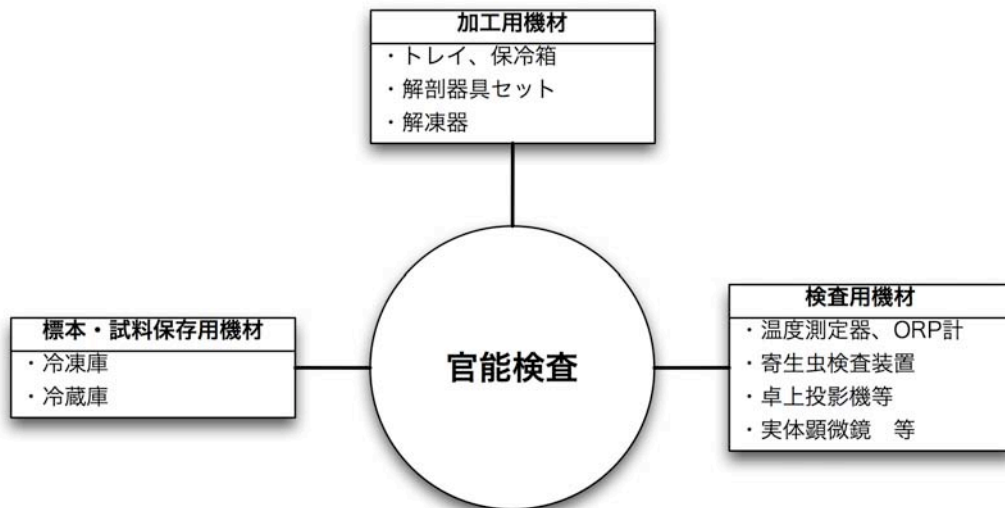 加工用機材
・トレイ、保冷箱
・解剖器具セット
・解凍器
標本・試料保存用機材
・冷凍庫
・冷蔵庫
官能検査
検査用機材
・温度測定器、ORP計
・寄生虫検査装置
・卓上投影機等
・実体顕微鏡　等